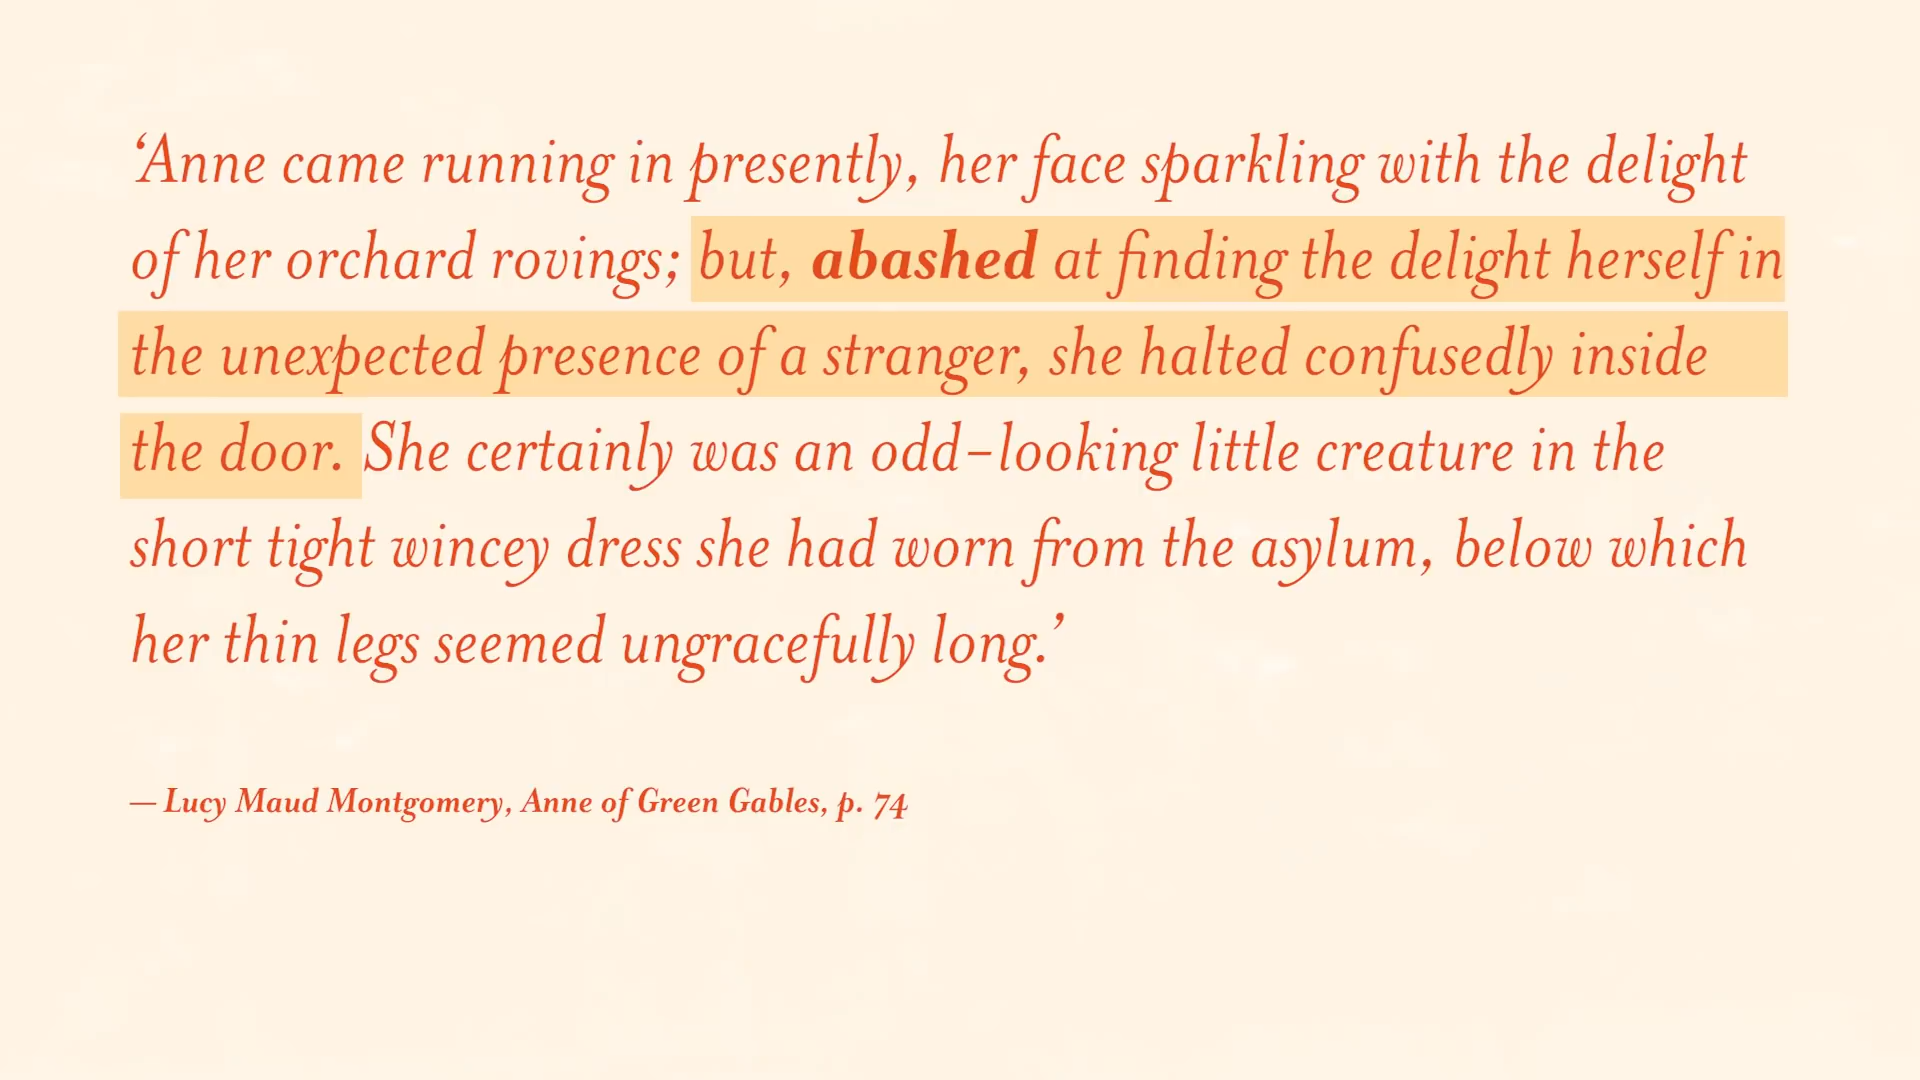 ‘Anne came running in presently, her face sparkling with the delight
of her orchard rovings; but, abashed at finding the delight herself in
the unexpected presence of a stranger, she halted confusedly inside
the door. She certainly was an odd-looking little creature in the
short tight wincey dress she had worn from the asylum, below which
her thin legs seemed ungracefully long.’
— Lucy Maud Montgomery, Anne of Green Gables, p. 74